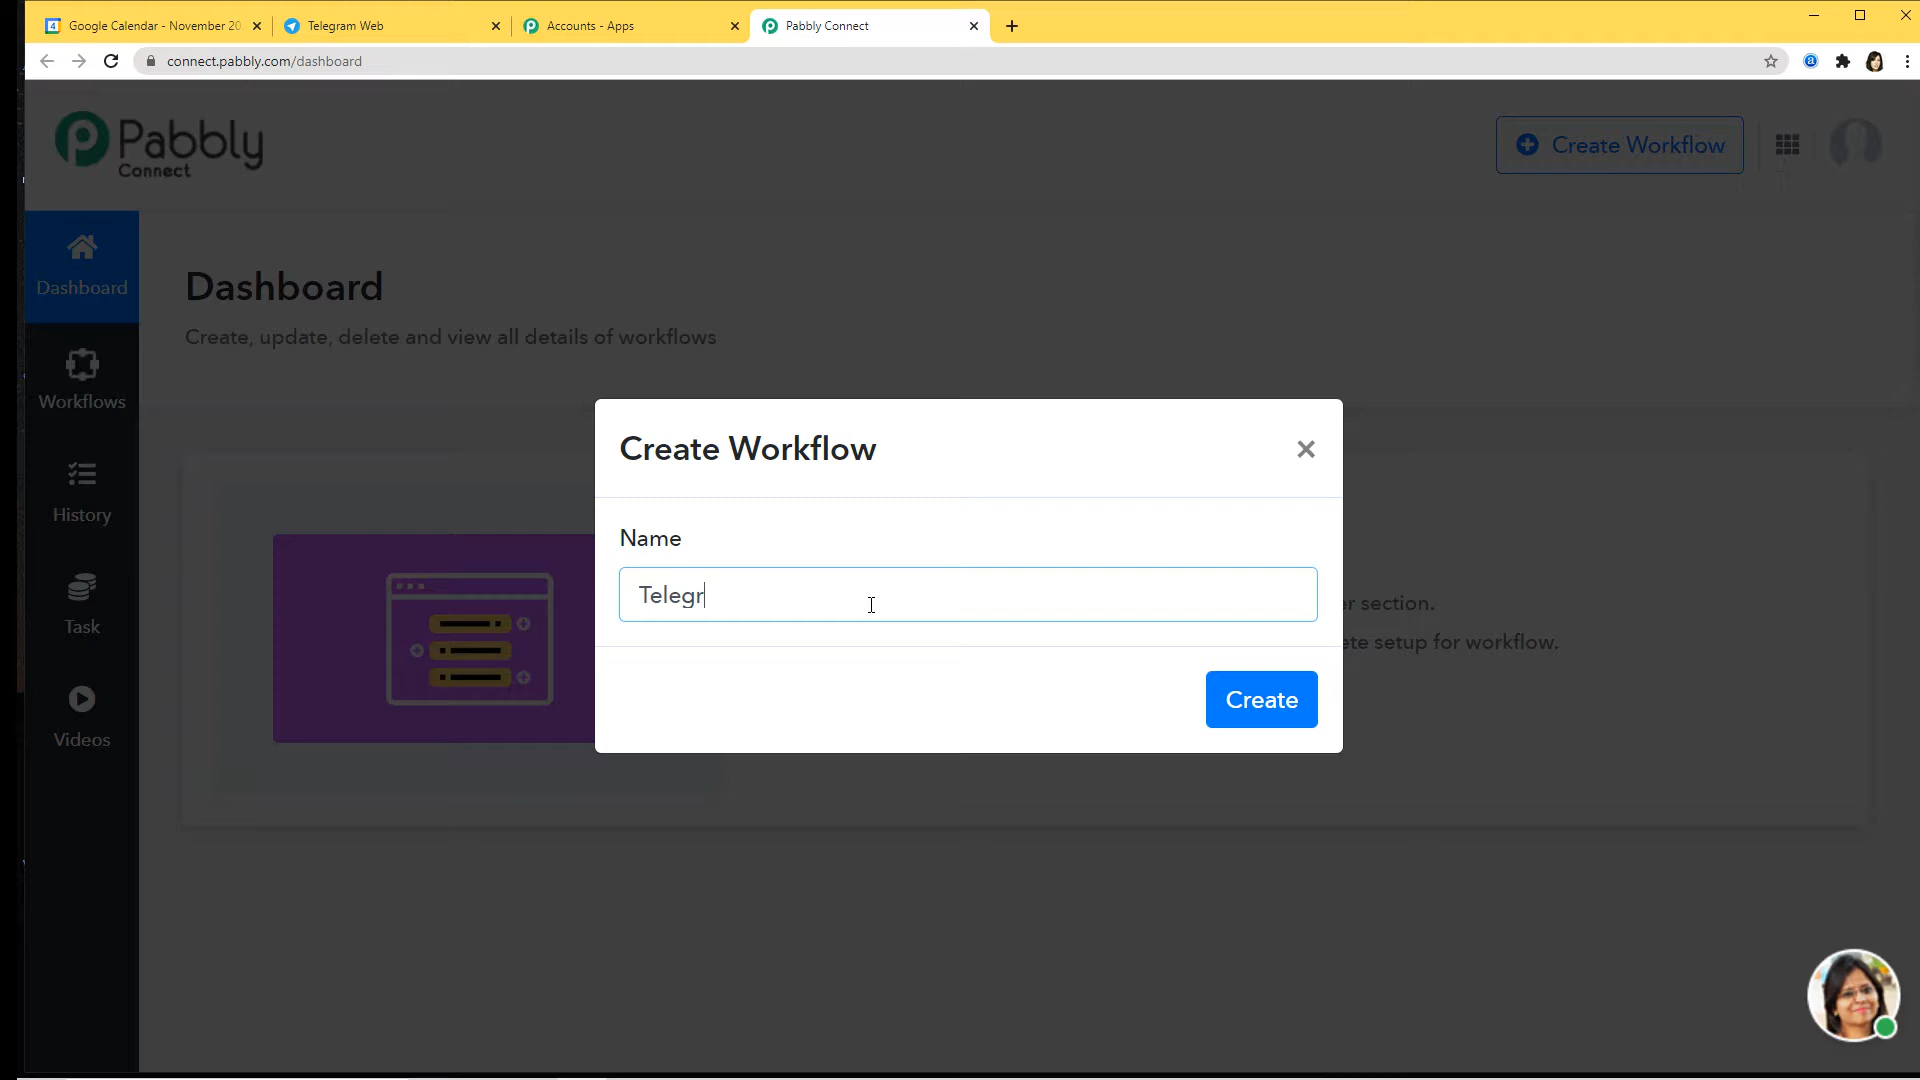 Google Calendar - November 20
Telegram Web
Accounts - Apps
Pabbly Connect
connect.pabbly.com/dashboard
Pabbly
Connect
Create Workflow
Dashboard
Dashboard
Create, update, delete and view all details of workflows
Workflows
History
Task
Videos
Create Workflow
Name
Telegr
Create
er section.
ete setup for workflow.